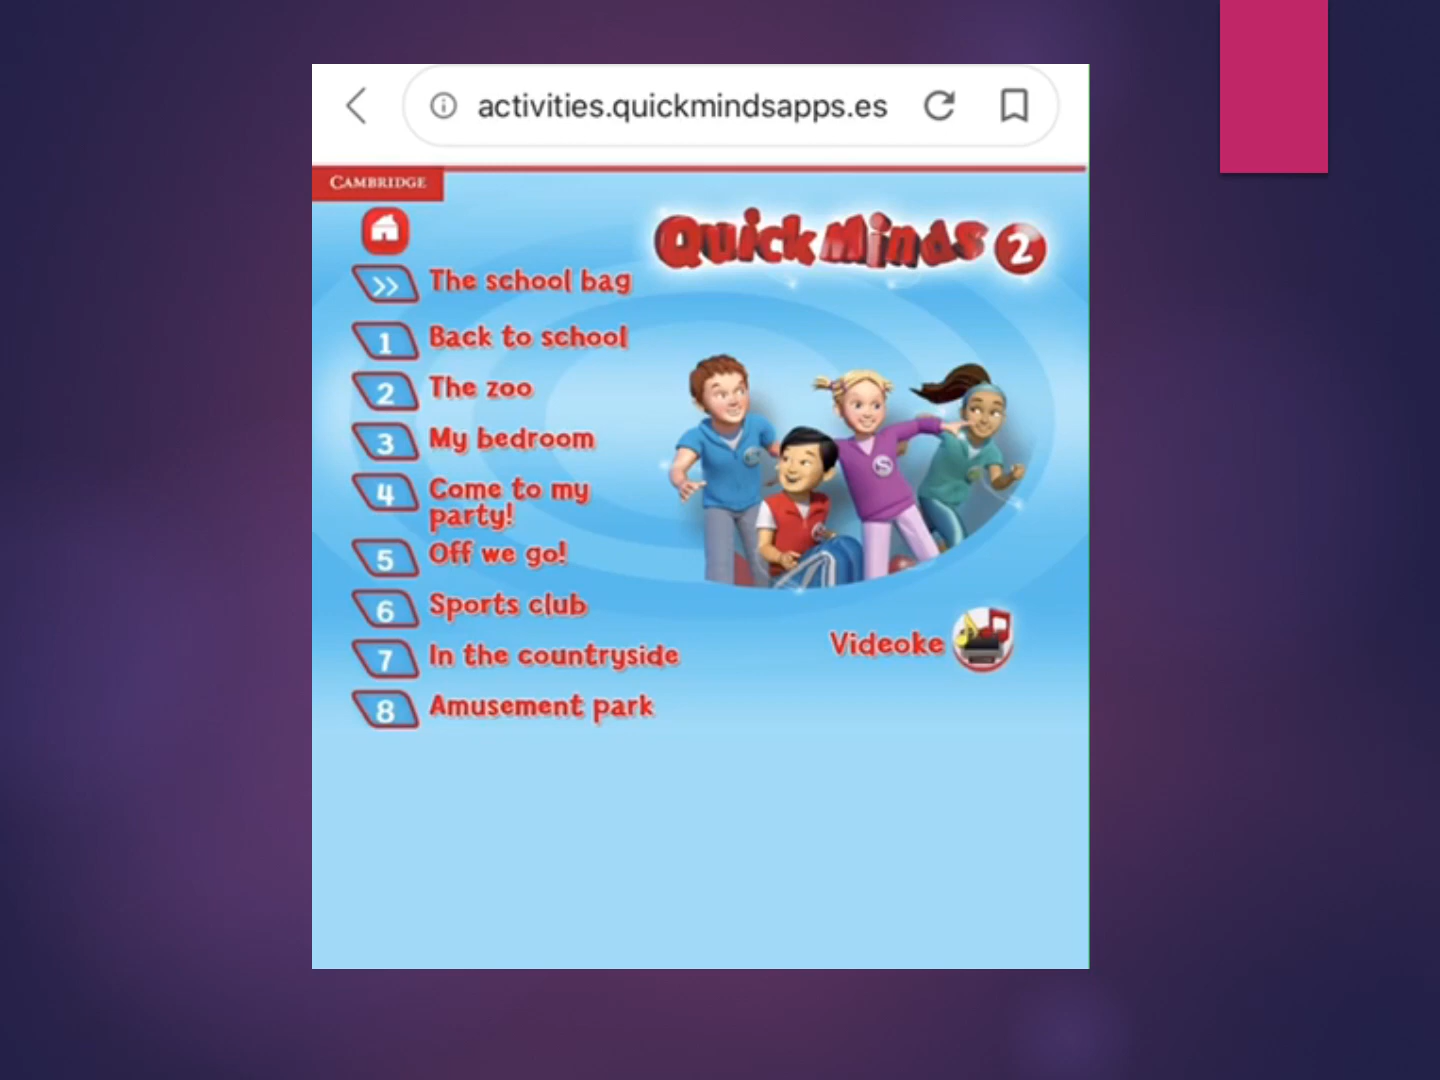 activities.quickmindsapps.es
CAMBRIDGE
Quick Minds 2
>> The school bag
1 Back to school
2 The zoo
3 My bedroom
4 Come to my
party!
5 Off we go!
6 Sports club
Videoke
7 In the countryside
8 Amusement park